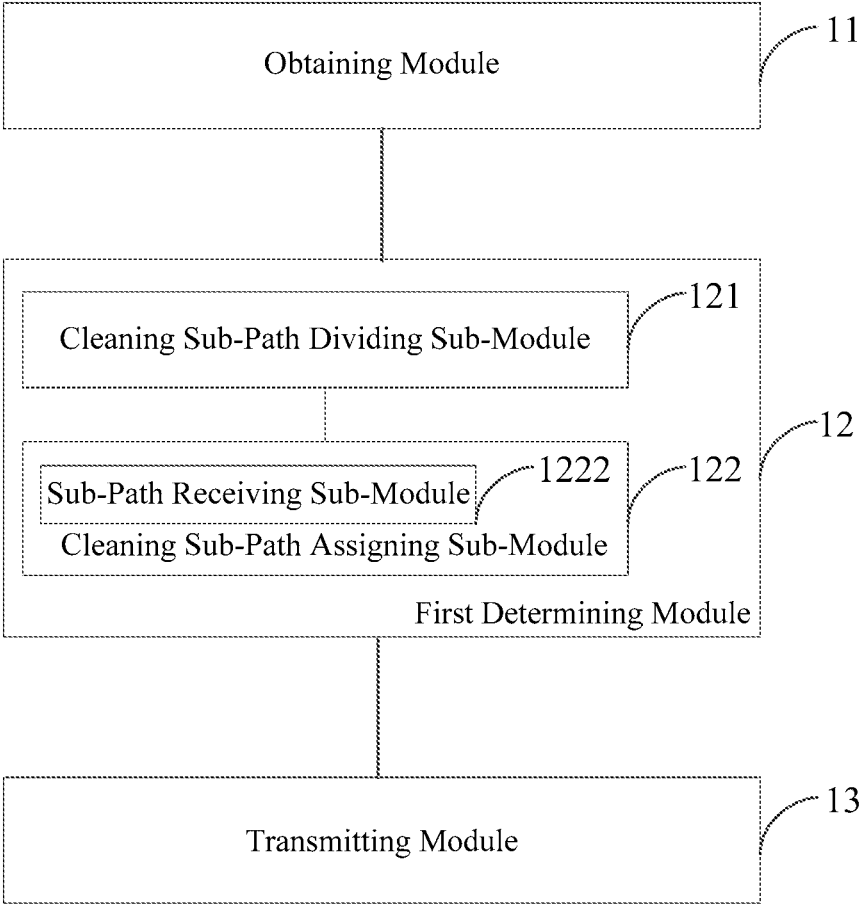 11
Obtaining Module
121
Cleaning Sub-Path Dividing Sub-Module
12
1222
122
Sub-Path Receiving Sub-Module
Cleaning Sub-Path Assigning Sub-Module
First Determining Module
13
Transmitting Module